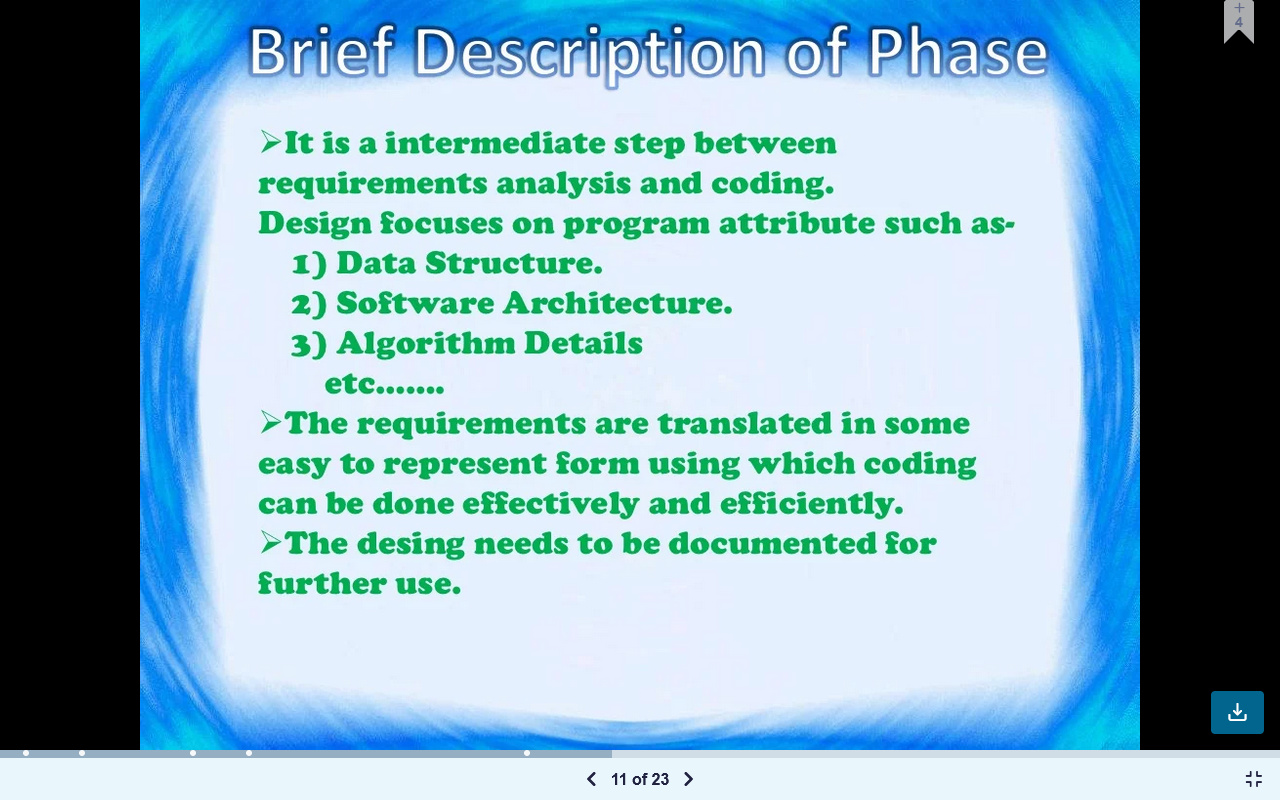 Brief Description of Phase
+
4
➢It is a intermediate step between
requirements analysis and coding.
Design focuses on program attribute such as-
1) Data Structure.
2) Software Architecture.
3) Algorithm Details
etc.......
➢The requirements are translated in some
easy to represent form using which coding
can be done effectively and efficiently.
➢The desing needs to be documented for
further use.
11 of 23